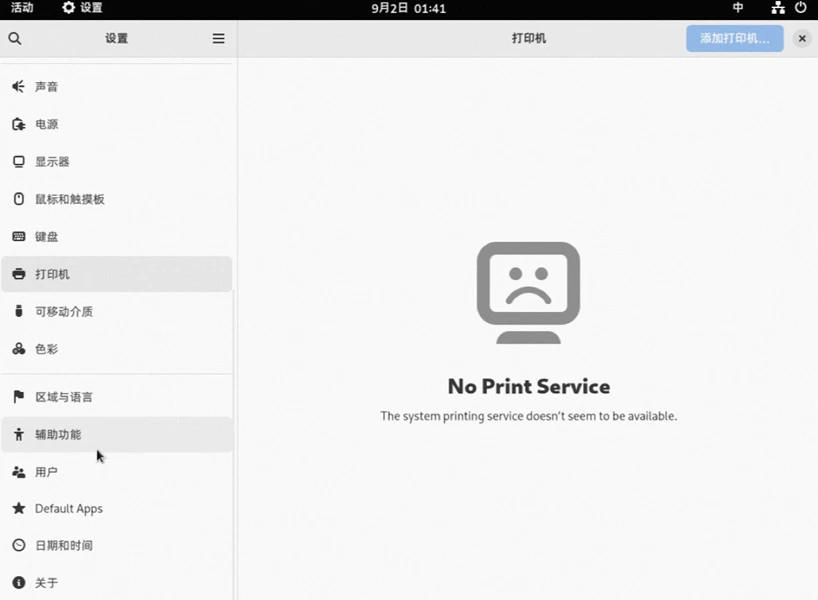 活动 设置 9月2日 01:41 中
设置 打印机 添加打印机…
声音
电源
显示器
鼠标和触摸板
键盘
打印机
可移动介质
色彩
区域与语言
辅助功能
用户
Default Apps
日期和时间
关于
No Print Service
The system printing service doesn’t seem to be available.